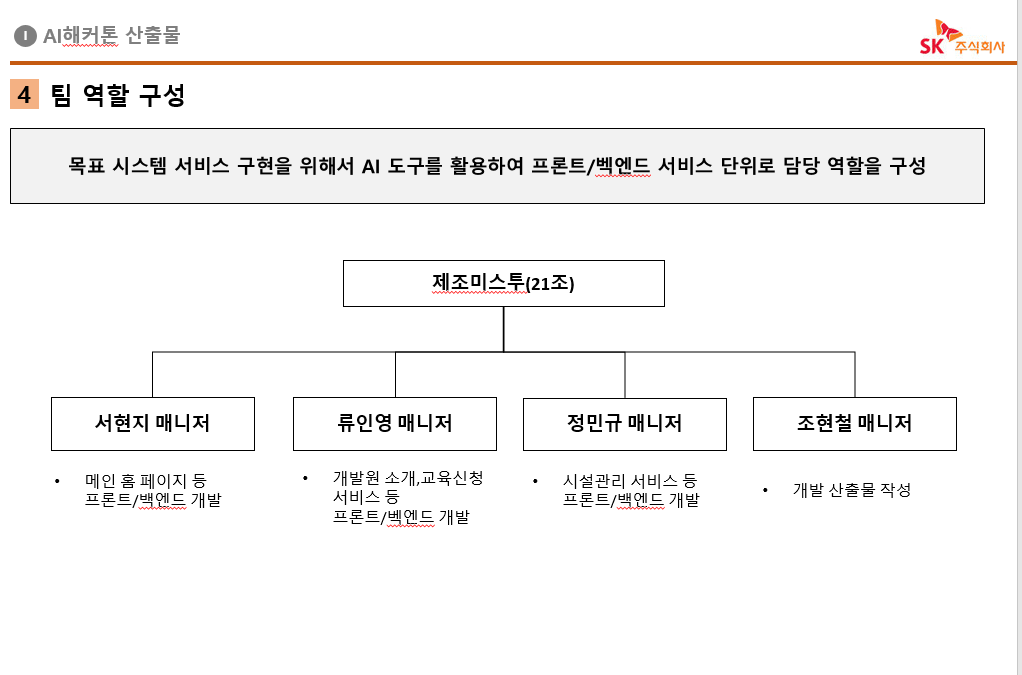 I AI해커톤 산출물
SK 주식회사
4 팀 역할 구성
목표 시스템 서비스 구현을 위해서 AI 도구를 활용하여 프론트/벡엔드 서비스 단위로 담당 역할을 구성
제조미스투(21조)
서현지 매니저
류인영 매니저
정민규 매니저
조현철 매니저
• 메인 홈 페이지 등
프론트/백엔드 개발
• 개발원 소개,교육신청
서비스 등
프론트/벡엔드 개발
• 시설관리 서비스 등
프론트/백엔드 개발
• 개발 산출물 작성